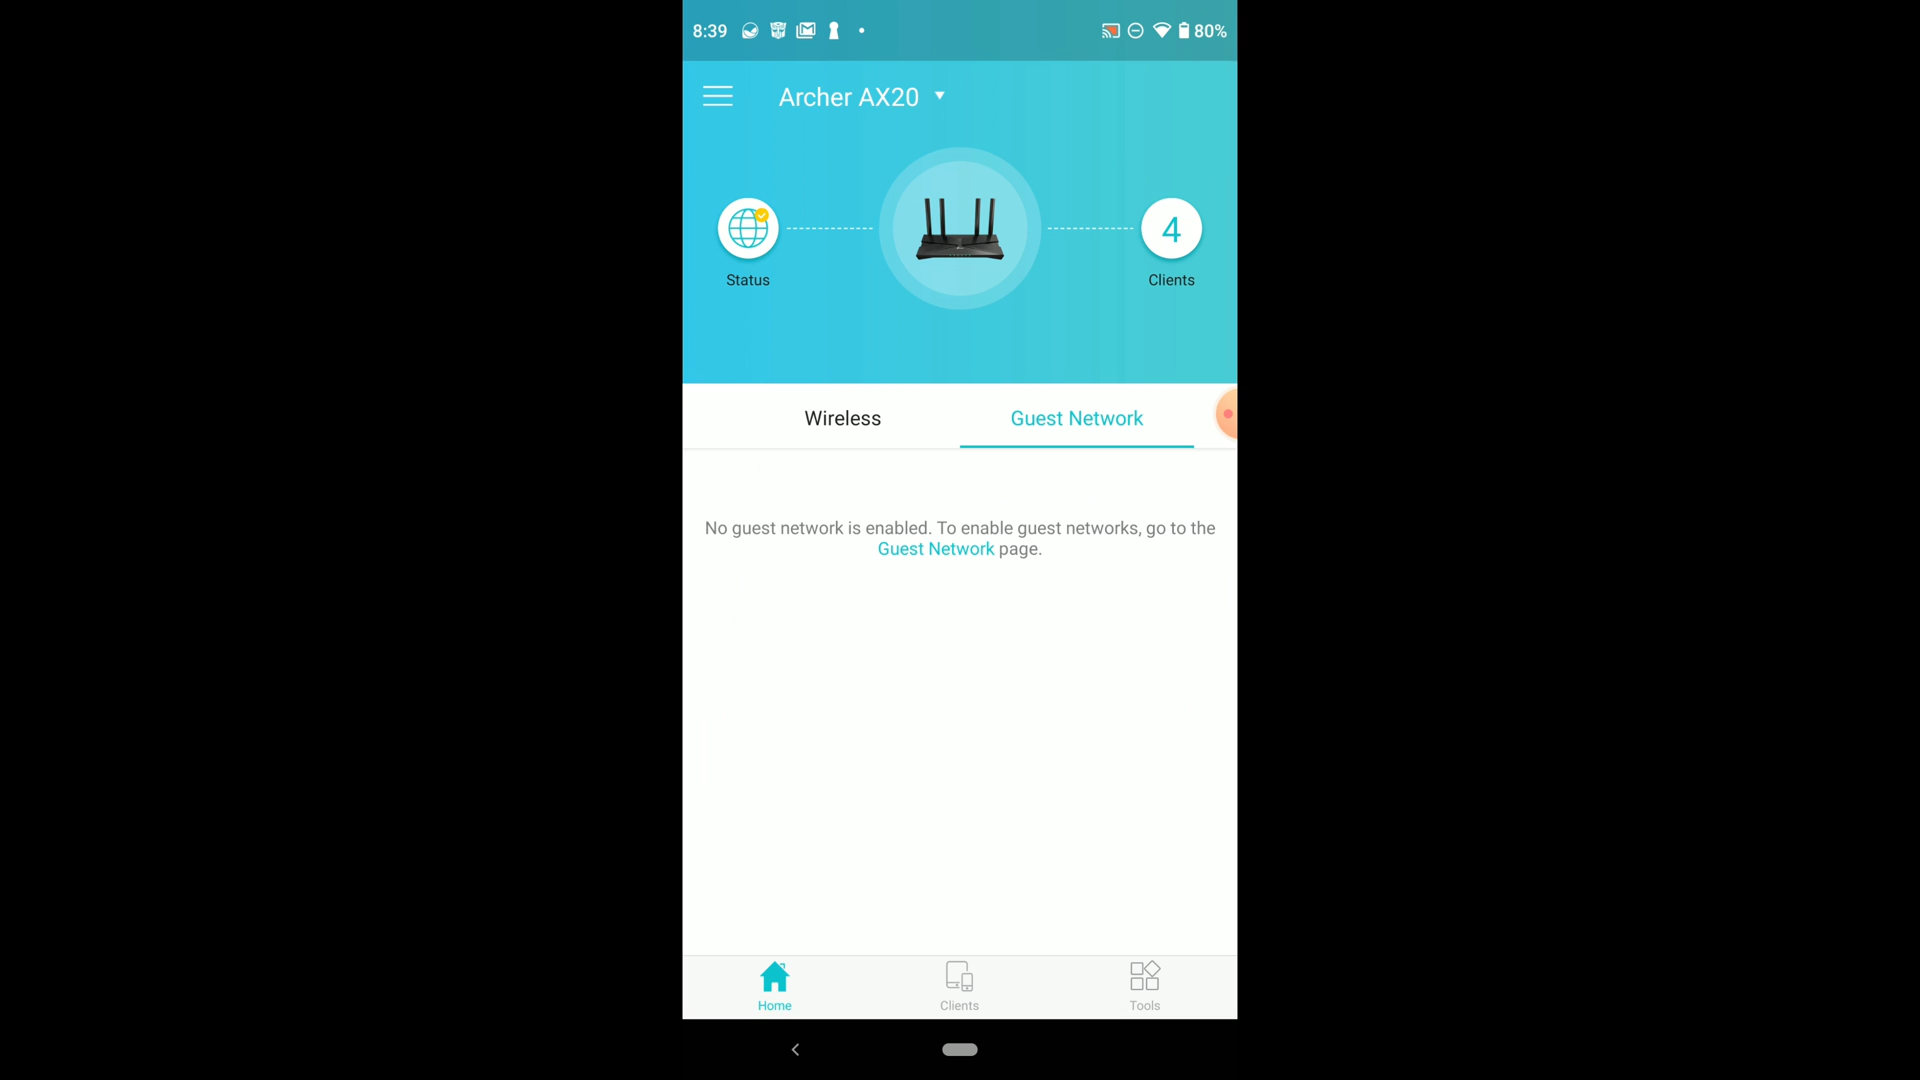 8:39
80%
Archer AX20
4
Status
Clients
Wireless
Guest Network
No guest network is enabled. To enable guest networks, go to the
Guest Network page.
Home
Clients
Tools